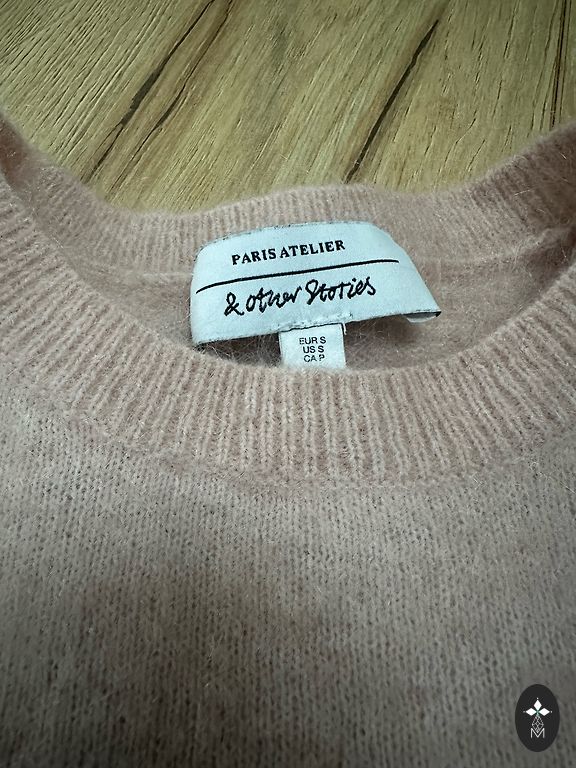 PARIS ATELIER
& other Stories
EUR S
US S
CA P
M